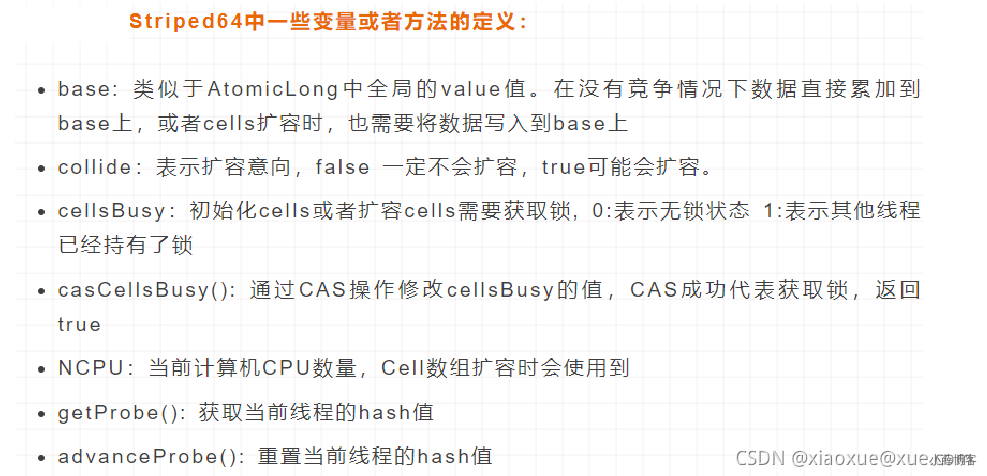 Striped64中一些变量或者方法的定义：
• base: 类似于AtomicLong中全局的value值。在没有竞争情况下数据直接累加到
base上，或者cells扩容时，也需要将数据写入到base上
• collide：表示扩容意向，false 一定不会扩容，true可能会扩容。
• cellsBusy：初始化cells或者扩容cells需要获取锁，0:表示无锁状态 1:表示其他线程
已经持有了锁
• casCellsBusy(): 通过CAS操作修改cellsBusy的值，CAS成功代表获取锁，返回
true
• NCPU：当前计算机CPU数量，Cell数组扩容时会使用到
• getProbe(): 获取当前线程的hash值
• advanceProbe(): 重置当前线程的hash值
CSDN @xiaoxue@xue